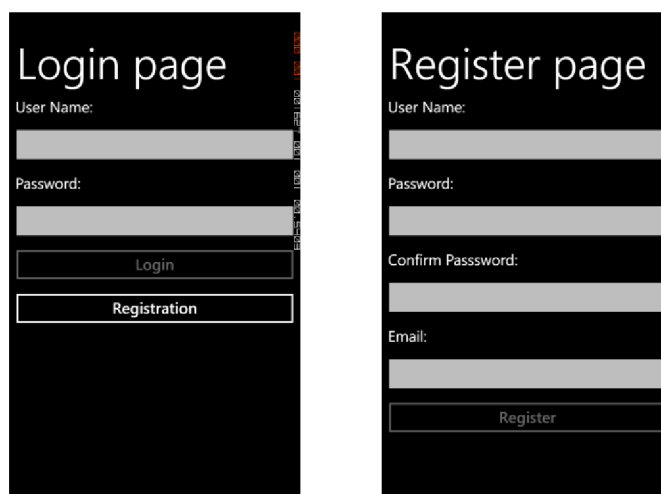 Login page
User Name:
Password:
Login
Registration
Register page
User Name:
Password:
Confirm Passsword:
Email:
Register